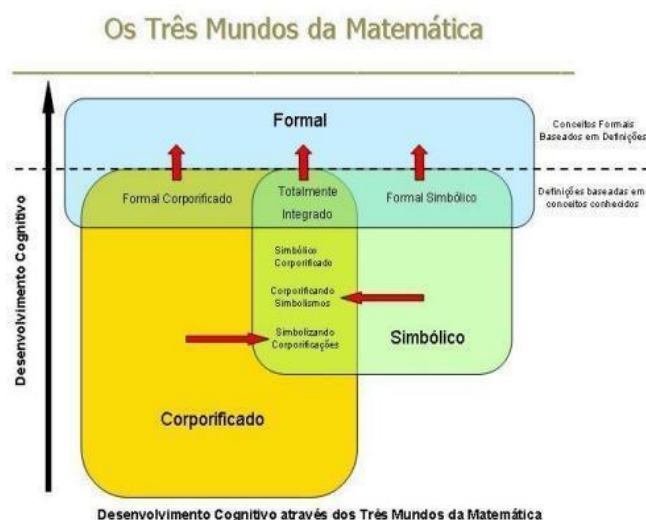 Os Três Mundos da Matemática
Formal
Conceitos Formais
Baseados em Definições
Formal Corporificado
Totalmente
Integrado
Formal Simbólico
Definições baseadas em
conceitos conhecidos
Simbólico
Corporificado
Corporificando
Simbolismos
Simbolizando
Corporificações
Simbólico
Corporificado
Desenvolvimento Cognitivo
Desenvolvimento Cognitivo através dos Três Mundos da Matemática